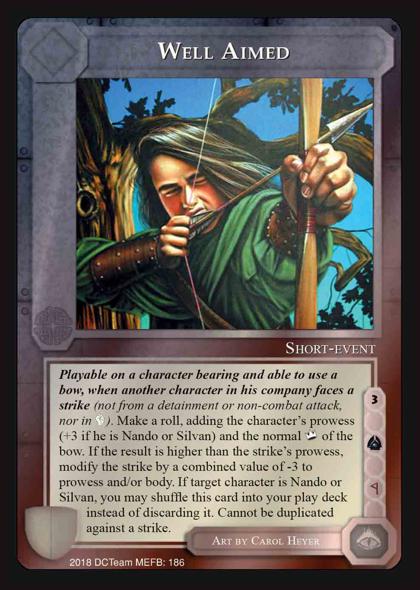 WELL AIMED
SHORT-EVENT
Playable on a character bearing and able to use a
bow, when another character in his company faces a
strike (not from a detainment or non-combat attack,
nor in ). Make a roll, adding the character's prowess
(+3 if he is Nando or Silvan) and the normal of the
bow. If the result is higher than the strike's prowess,
modify the strike by a combined value of -3 to
prowess and/or body. If target character is Nando or
Silvan, you may shuffle this card into your play deck
instead of discarding it. Cannot be duplicated
against a strike.
3
ART BY CAROL HEYER
2018 DCTeam MEFB: 186